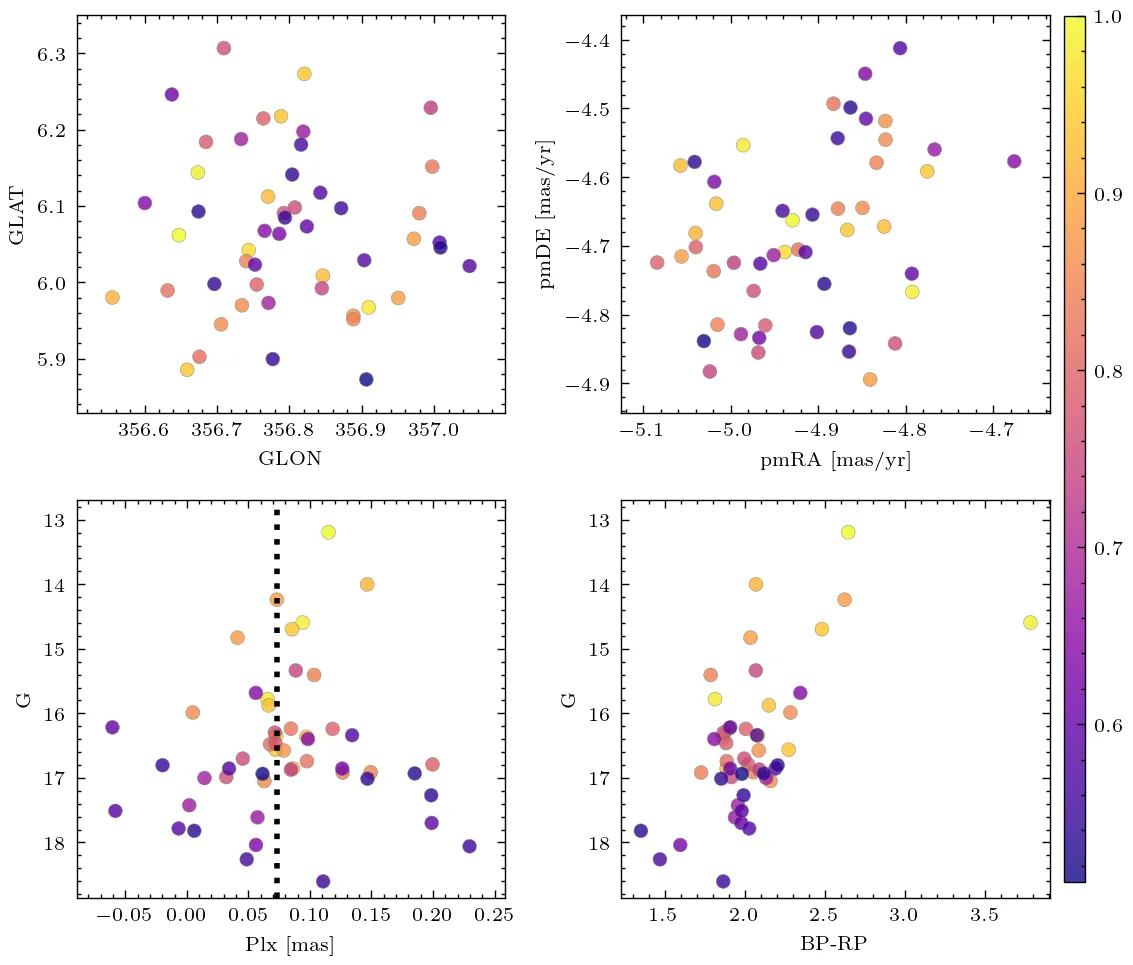 6.3
6.2
6.1
6.0
5.9
GLAT
356.6 356.7 356.8 356.9 357.0
GLON
−4.4
−4.5
−4.6
−4.7
−4.8
−4.9
pmDE [mas/yr]
−5.1 −5.0 −4.9 −4.8 −4.7
pmRA [mas/yr]
1.0
0.9
0.8
0.7
0.6
13
14
15
16
17
18
G
−0.05 0.00 0.05 0.10 0.15 0.20 0.25
Plx [mas]
13
14
15
16
17
18
G
1.5 2.0 2.5 3.0 3.5
BP-RP